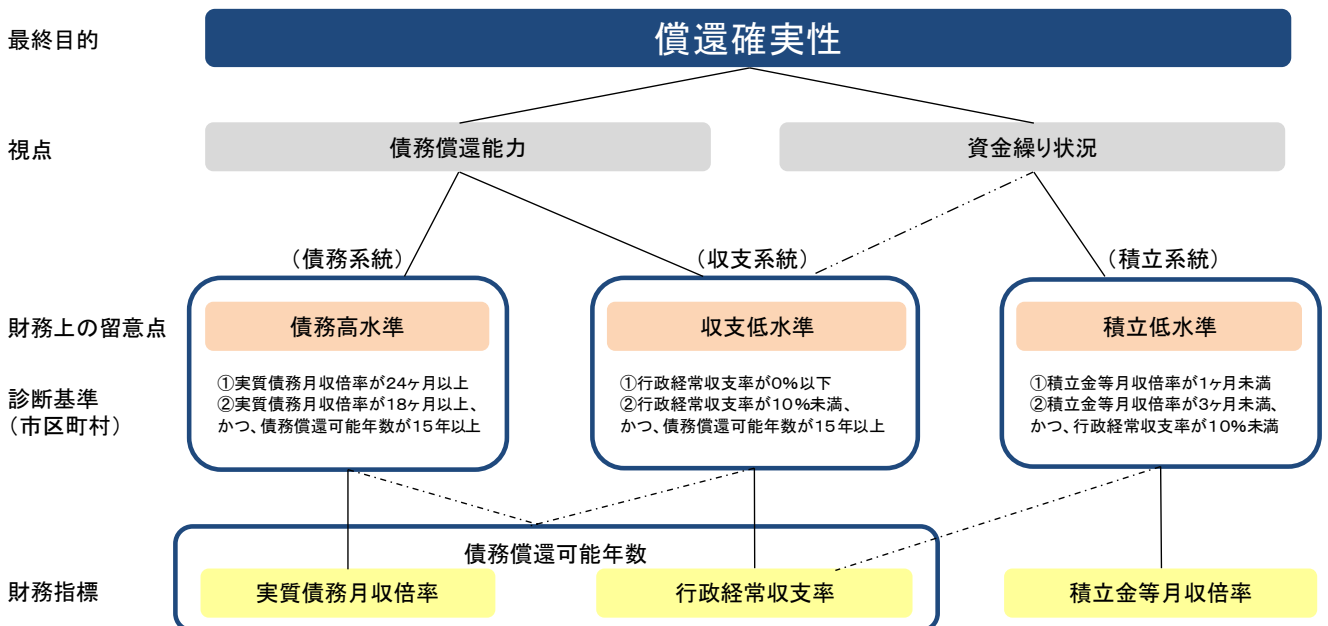 最終目的
償還確実性
視点
債務償還能力
資金繰り状況
（債務系統）
（収支系統）
（積立系統）
財務上の留意点
債務高水準
収支低水準
積立低水準
診断基準
（市区町村）
①実質債務月収倍率が24ヶ月以上
②実質債務月収倍率が18ヶ月以上、
かつ、債務償還可能年数が15年以上
①行政経常収支率が0%以下
②行政経常収支率が10%未満、
かつ、債務償還可能年数が15年以上
①積立金等月収倍率が1ヶ月未満
②積立金等月収倍率が3ヶ月未満、
かつ、行政経常収支率が10%未満
債務償還可能年数
財務指標
実質債務月収倍率
行政経常収支率
積立金等月収倍率